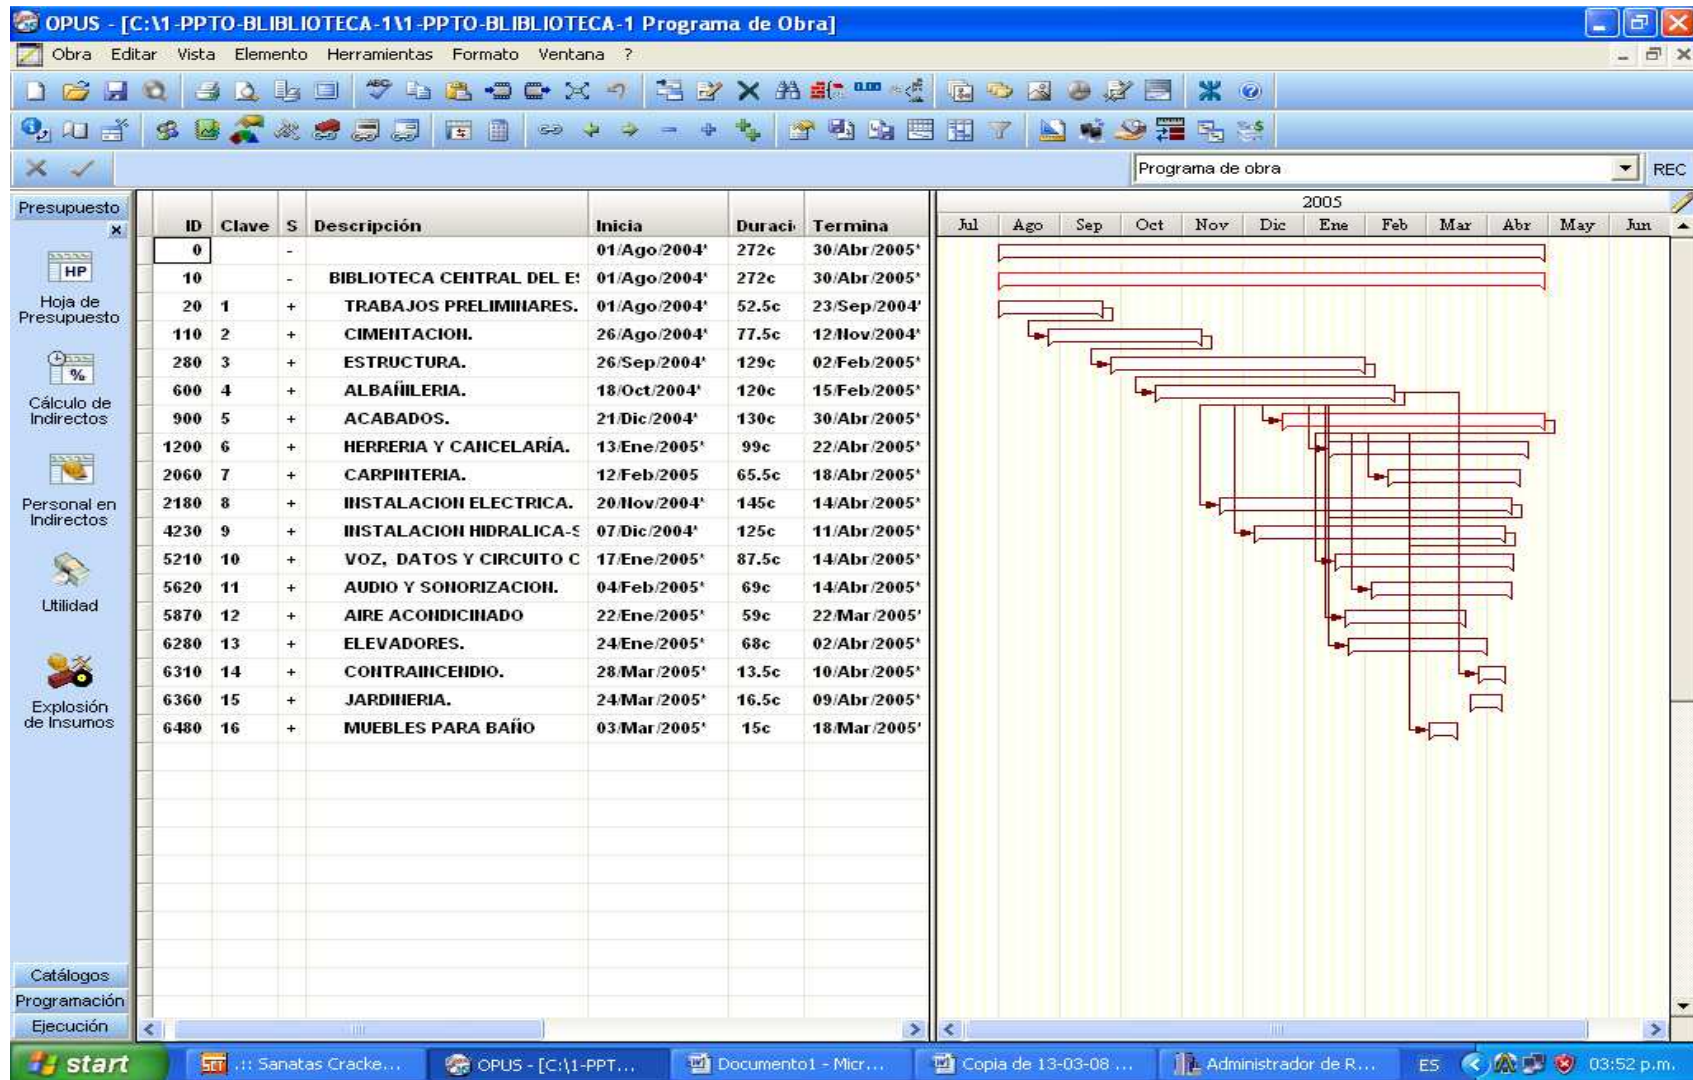 OPUS - [C:\1-PPTO-BLIBLIOTECA-1\1-PPTO-BLIBLIOTECA-1 Programa de Obra]
Obra Editar Vista Elemento Herramientas Formato Ventana ?
Programa de obra REC
Presupuesto
Hoja de
Presupuesto
Cálculo de
Indirectos
Personal en
Indirectos
Utilidad
Explosión
de Insumos
Catálogos
Programación
Ejecución
ID Clave S Descripción Inicia Duraci Termina
0 - 01/Ago/2004* 272c 30/Abr/2005*
10 - BIBLIOTECA CENTRAL DEL E 01/Ago/2004* 272c 30/Abr/2005*
20 1 + TRABAJOS PRELIMINARES. 01/Ago/2004* 52.5c 23/Sep/2004*
110 2 + CIMENTACION. 26/Ago/2004* 77.5c 12/Nov/2004*
280 3 + ESTRUCTURA. 26/Sep/2004* 129c 02/Feb/2005*
600 4 + ALBAÑILERIA. 18/Oct/2004* 120c 15/Feb/2005*
900 5 + ACABADOS. 21/Dic/2004* 130c 30/Abr/2005*
1200 6 + HERRERIA Y CANCELARÍA. 13/Ene/2005* 99c 22/Abr/2005*
2060 7 + CARPINTERIA. 12/Feb/2005 65.5c 18/Abr/2005*
2180 8 + INSTALACION ELECTRICA. 20/Nov/2004* 145c 14/Abr/2005*
4230 9 + INSTALACION HIDRALICA-S 07/Dic/2004* 125c 11/Abr/2005*
5210 10 + VOZ, DATOS Y CIRCUITO C 17/Ene/2005* 87.5c 14/Abr/2005*
5620 11 + AUDIO Y SONORIZACION. 04/Feb/2005* 69c 14/Abr/2005*
5870 12 + AIRE ACONDICINADO 22/Ene/2005* 59c 22/Mar/2005*
6280 13 + ELEVADORES. 24/Ene/2005* 68c 02/Abr/2005*
6310 14 + CONTRAINCENDIO. 28/Mar/2005* 13.5c 10/Abr/2005*
6360 15 + JARDINERIA. 24/Mar/2005* 16.5c 09/Abr/2005*
6480 16 + MUEBLES PARA BAÑO 03/Mar/2005* 15c 18/Mar/2005*
2005
Jul Ago Sep Oct Nov Dic Ene Feb Mar Abr May Jun
start .:: Sanatas Cracke... OPUS - [C:\1-PPT... Documento1 - Micr... Copia de 13-03-08 ... Administrador de R... ES 03:52 p.m.